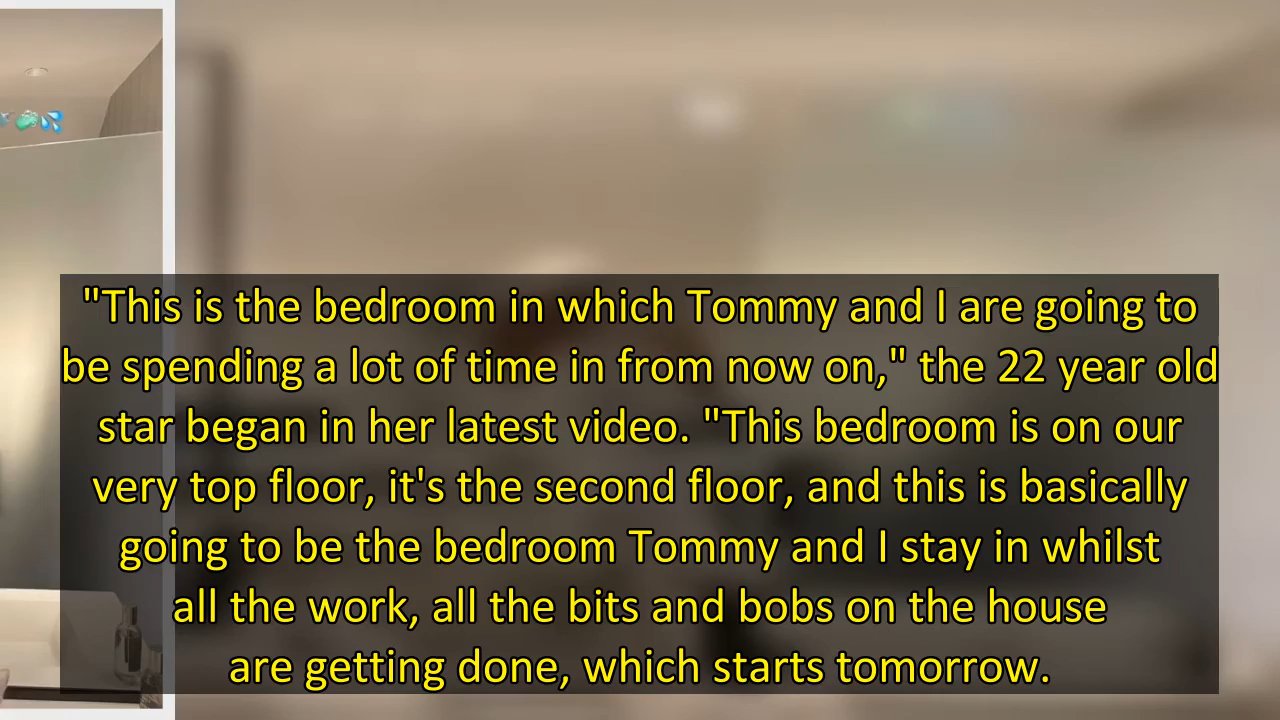 "This is the bedroom in which Tommy and I are going to
be spending a lot of time in from now on," the 22 year old
star began in her latest video. "This bedroom is on our
very top floor, it's the second floor, and this is basically
going to be the bedroom Tommy and I stay in whilst
all the work, all the bits and bobs on the house
are getting done, which starts tomorrow.